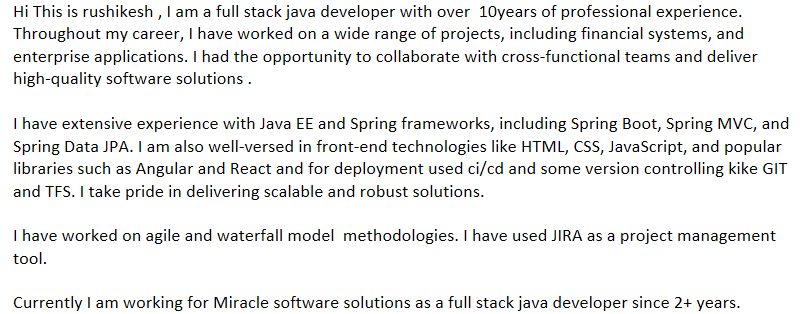 Hi This is rushikesh , I am a full stack java developer with over  10years of professional experience.
Throughout my career, I have worked on a wide range of projects, including financial systems, and
enterprise applications. I had the opportunity to collaborate with cross-functional teams and deliver
high-quality software solutions .
I have extensive experience with Java EE and Spring frameworks, including Spring Boot, Spring MVC, and
Spring Data JPA. I am also well-versed in front-end technologies like HTML, CSS, JavaScript, and popular
libraries such as Angular and React and for deployment used ci/cd and some version controlling kike GIT
and TFS. I take pride in delivering scalable and robust solutions.
I have worked on agile and waterfall model  methodologies. I have used JIRA as a project management
tool.
Currently I am working for Miracle software solutions as a full stack java developer since 2+ years.